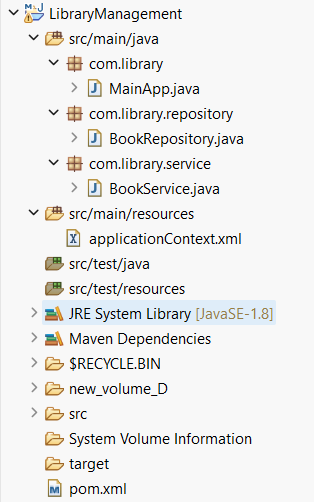 LibraryManagement
src/main/java
com.library
MainApp.java
com.library.repository
BookRepository.java
com.library.service
BookService.java
src/main/resources
applicationContext.xml
src/test/java
src/test/resources
JRE System Library [JavaSE-1.8]
Maven Dependencies
$RECYCLE.BIN
new_volume_D
src
System Volume Information
target
pom.xml